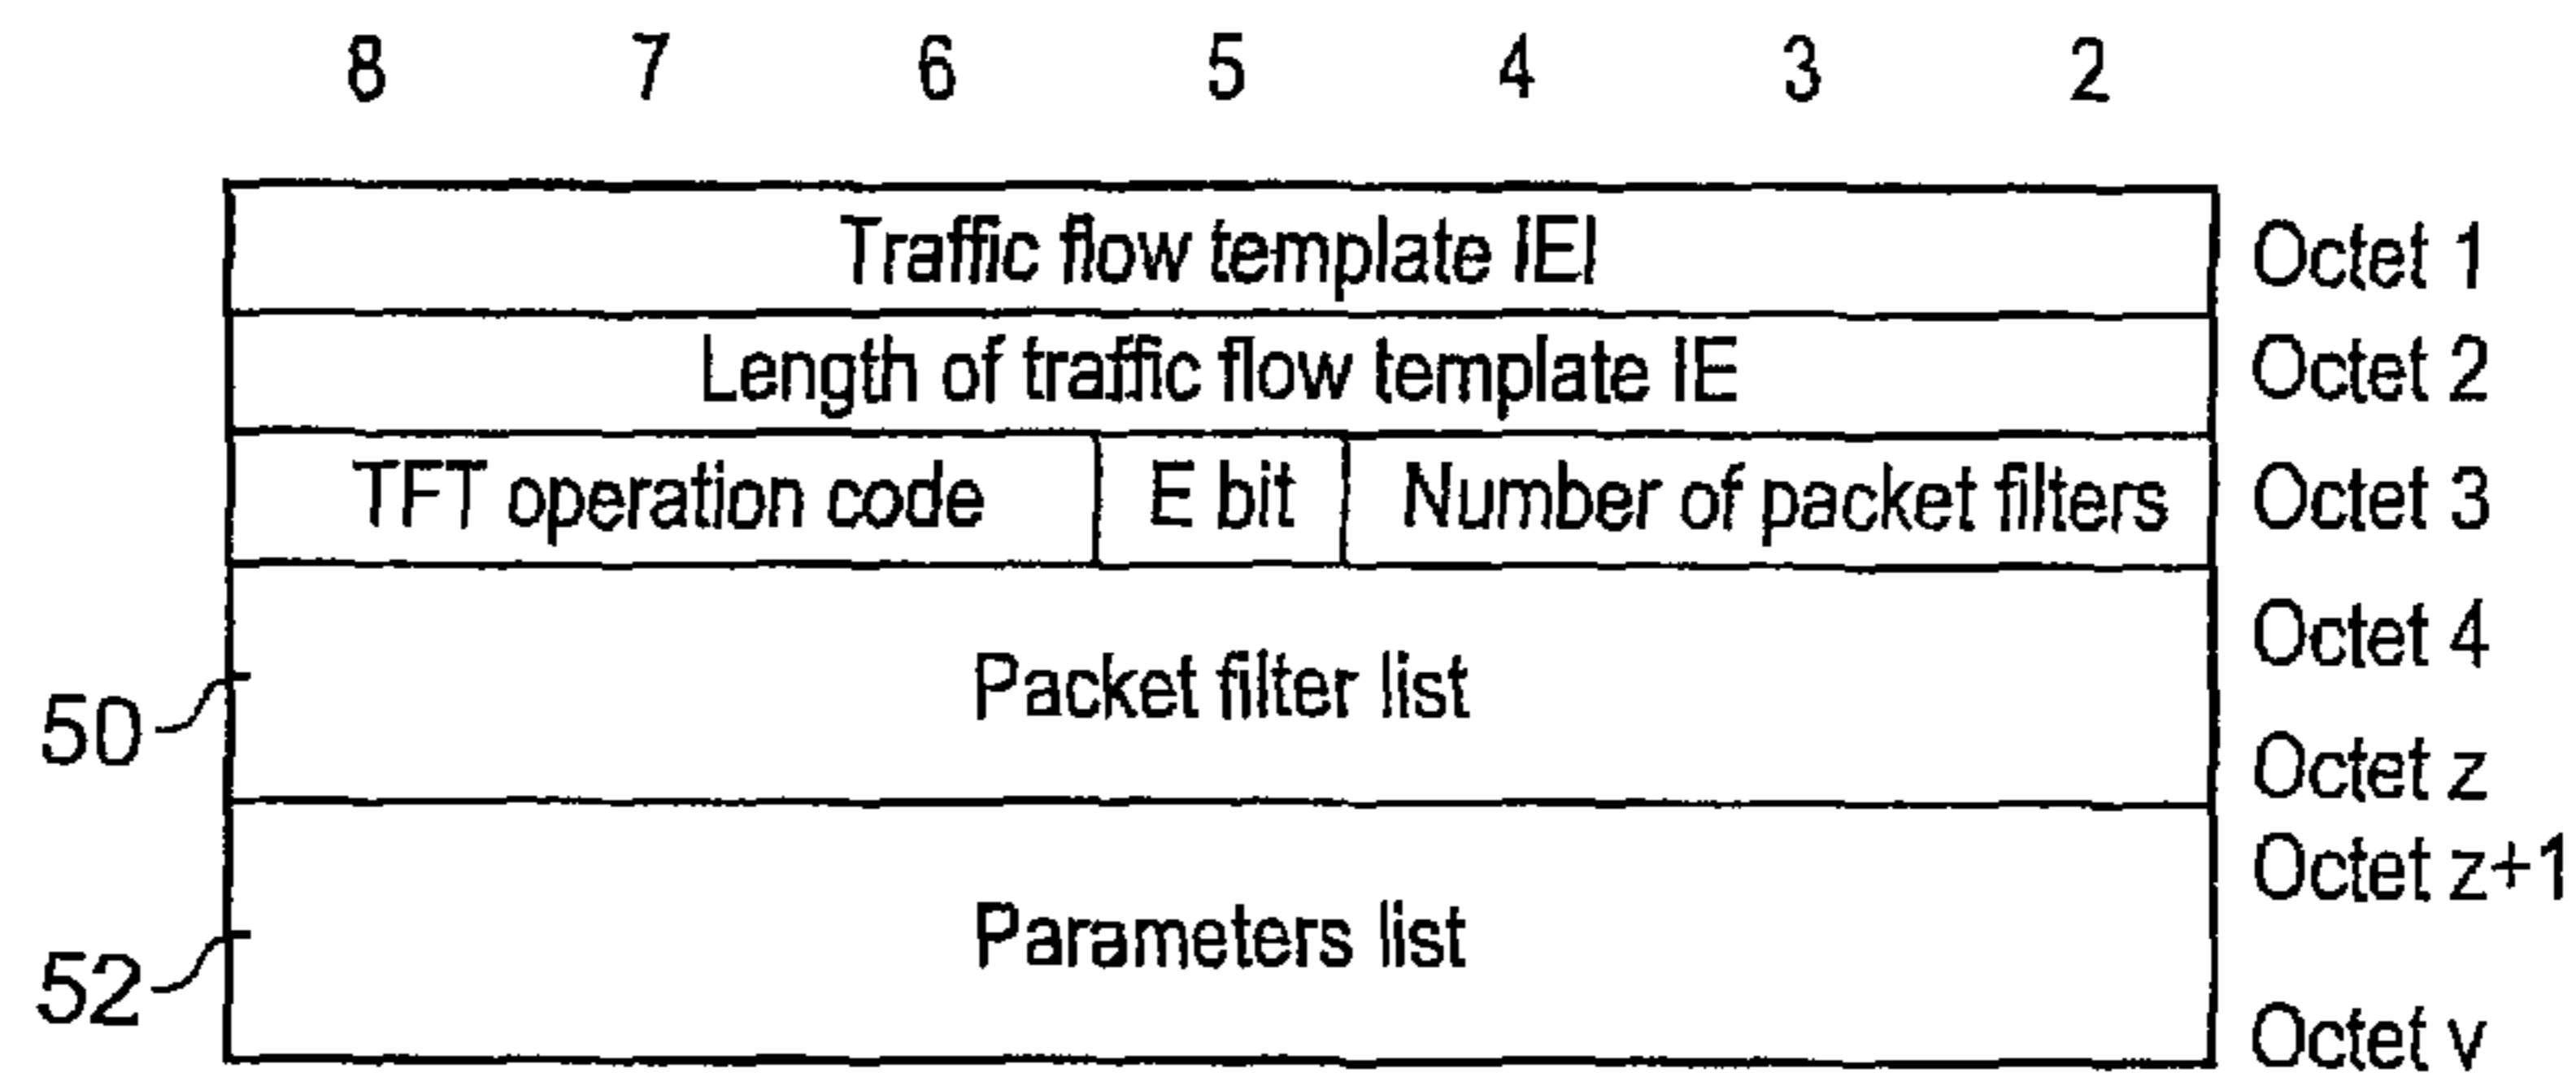 8 7 6 5 4 3 2
Traffic flow template IEI Octet 1
Length of traffic flow template IE Octet 2
TFT operation code E bit Number of packet filters Octet 3
Octet 4
50 Packet filter list
Octet z
Octet z+1
52 Parameters list
Octet v